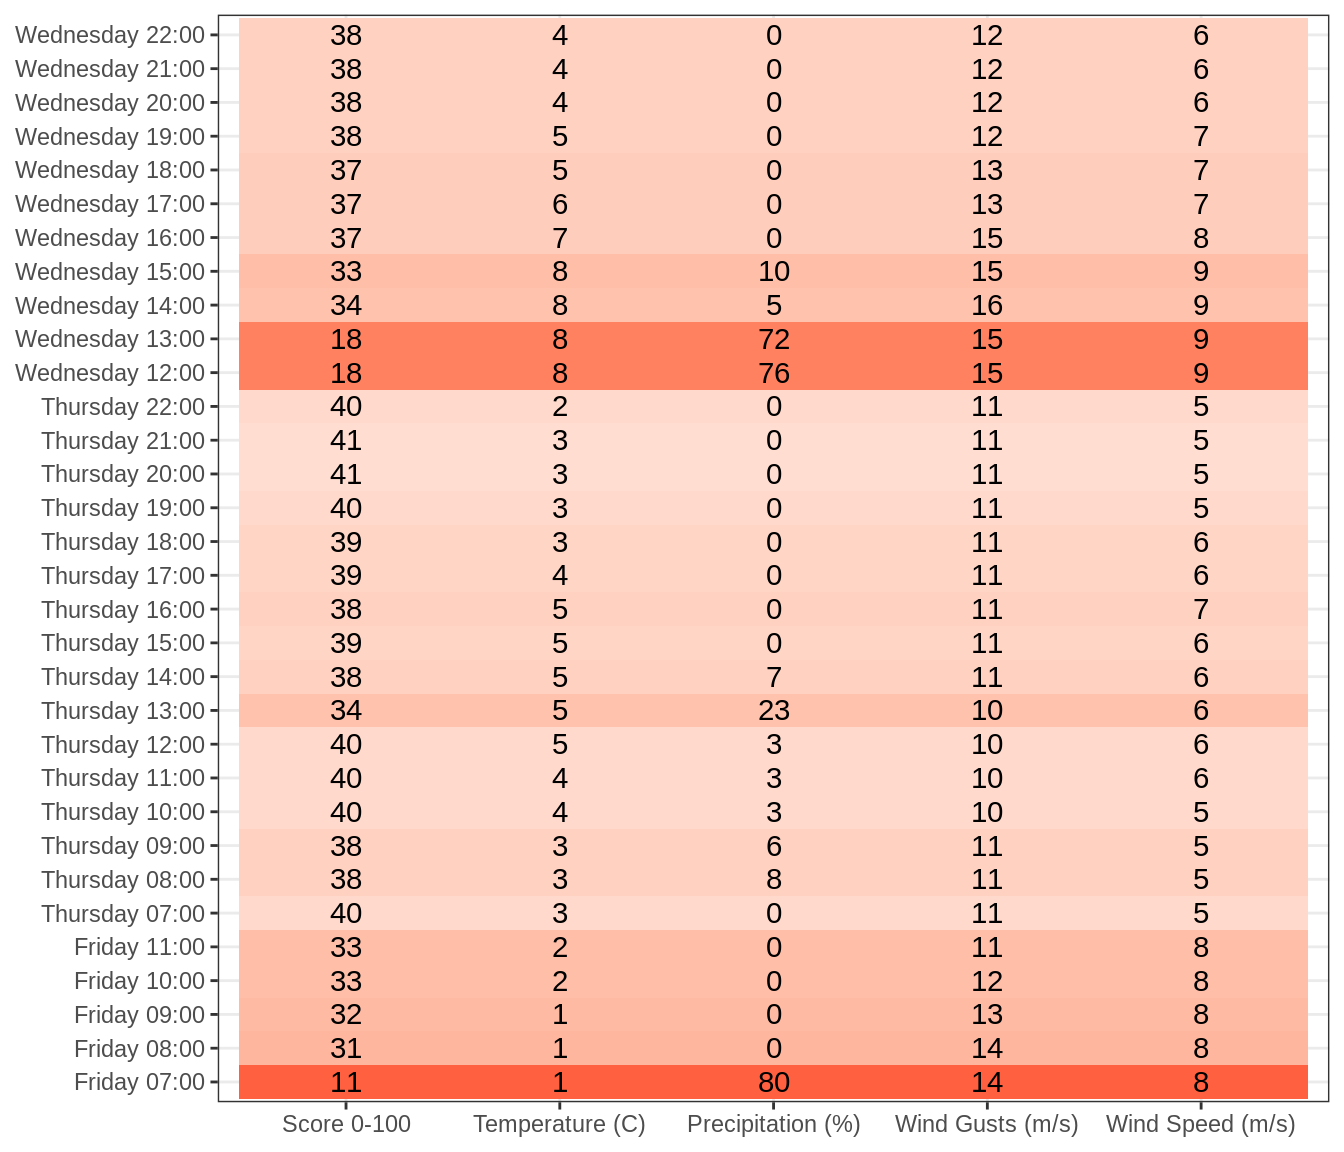 Wednesday 22:00 38 4 0 12 6
Wednesday 21:00 38 4 0 12 6
Wednesday 20:00 38 4 0 12 6
Wednesday 19:00 38 5 0 12 7
Wednesday 18:00 37 5 0 13 7
Wednesday 17:00 37 6 0 13 7
Wednesday 16:00 37 7 0 15 8
Wednesday 15:00 33 8 10 15 9
Wednesday 14:00 34 8 5 16 9
Wednesday 13:00 18 8 72 15 9
Wednesday 12:00 18 8 76 15 9
Thursday 22:00 40 2 0 11 5
Thursday 21:00 41 3 0 11 5
Thursday 20:00 41 3 0 11 5
Thursday 19:00 40 3 0 11 5
Thursday 18:00 39 3 0 11 6
Thursday 17:00 39 4 0 11 6
Thursday 16:00 38 5 0 11 7
Thursday 15:00 39 5 0 11 6
Thursday 14:00 38 5 7 11 6
Thursday 13:00 34 5 23 10 6
Thursday 12:00 40 5 3 10 6
Thursday 11:00 40 4 3 10 6
Thursday 10:00 40 4 3 10 5
Thursday 09:00 38 3 6 11 5
Thursday 08:00 38 3 8 11 5
Thursday 07:00 40 3 0 11 5
Friday 11:00 33 2 0 11 8
Friday 10:00 33 2 0 12 8
Friday 09:00 32 1 0 13 8
Friday 08:00 31 1 0 14 8
Friday 07:00 11 1 80 14 8
Score 0-100 Temperature (C) Precipitation (%) Wind Gusts (m/s) Wind Speed (m/s)